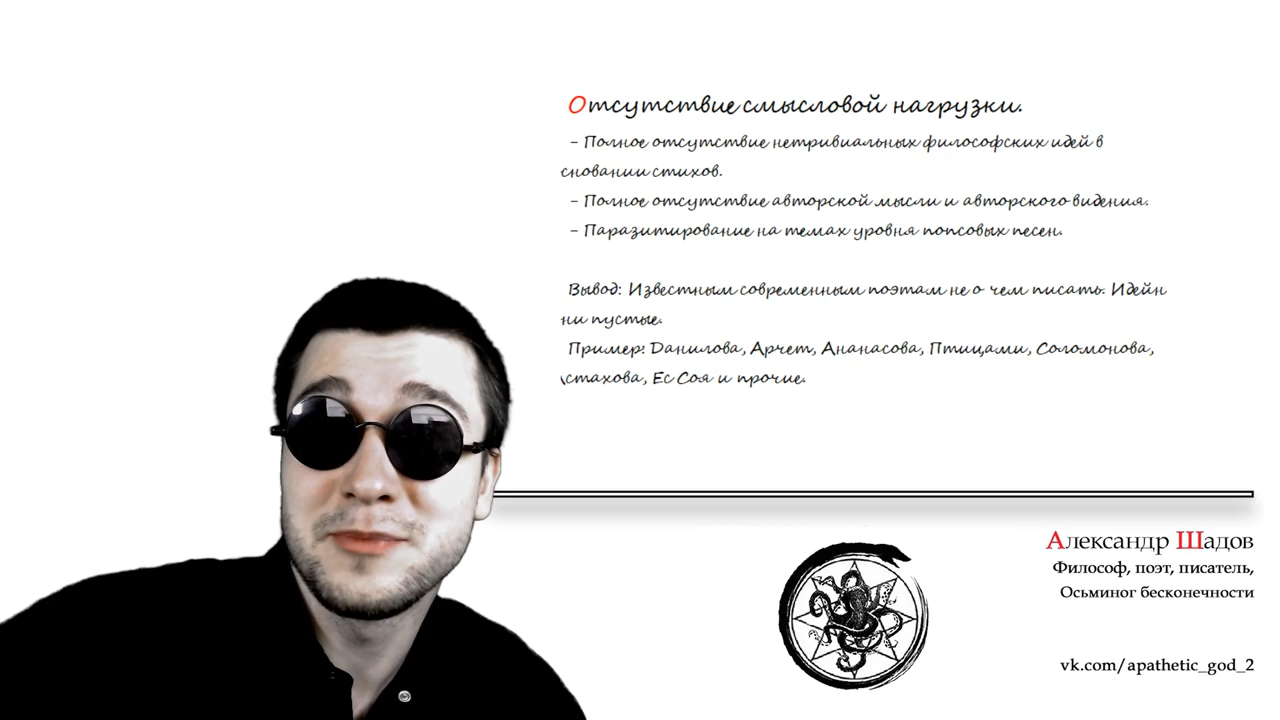 Отсутствие смысловой нагрузки.
- Полное отсутствие нетривиальных философских идей в
сновании стихов.
- Полное отсутствие авторской мысли и авторского видения.
- Паразитирование на темах уровня попсовых песен.
Вывод: Известным современным поэтам не о чем писать. Идейн
ни пустые.
Пример: Данилова, Арчет, Ананасова, Птицами, Соломонова,
стахова, Ес Соя и прочие.
Александр Шадов
Философ, поэт, писатель,
Осьминог бесконечности
vk.com/apathetic_god_2